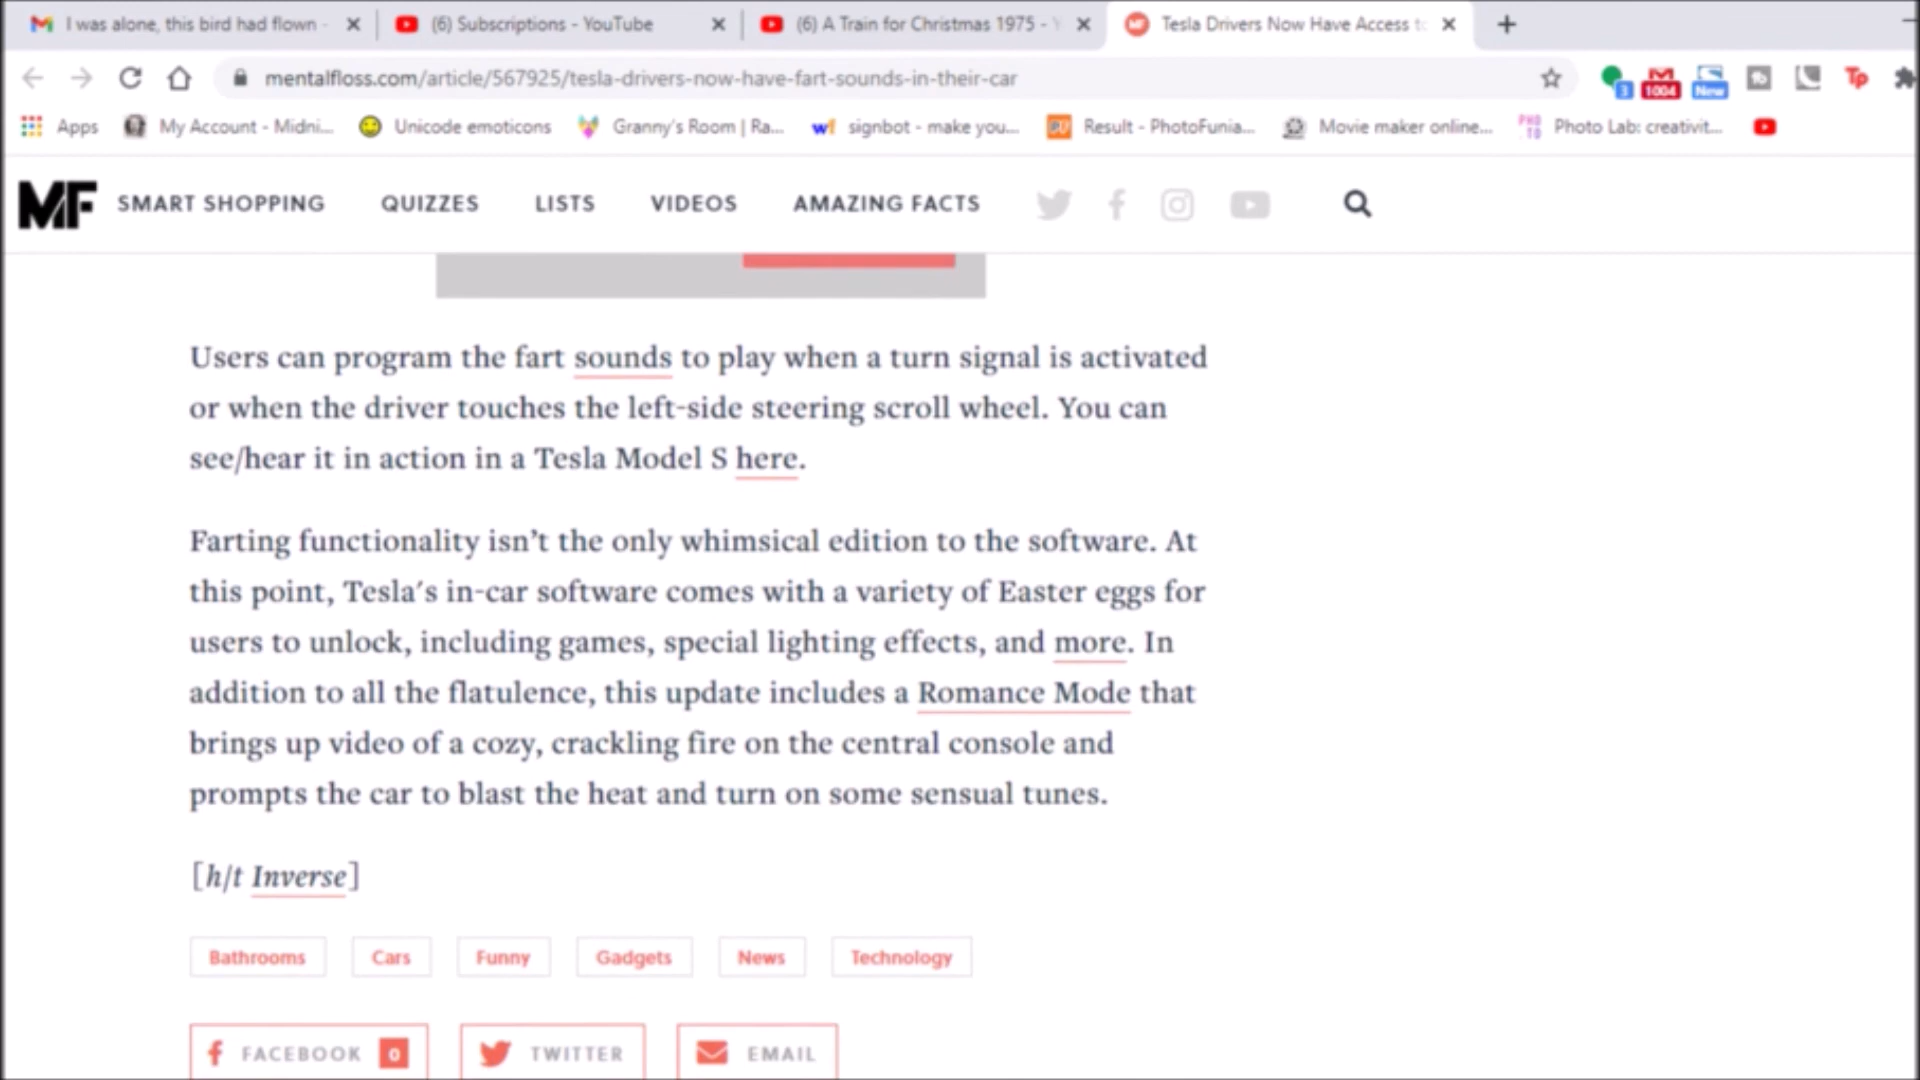 I was alone, this bird had flown -
(6) Subscriptions - YouTube
(6) A Train for Christmas 1975 -
Tesla Drivers Now Have Access to
mentalfloss.com/article/567925/tesla-drivers-now-have-fart-sounds-in-their-car
3
1004
New
Tp
Apps
My Account - Midni...
Unicode emoticons
Granny's Room | Ra...
signbot - make you...
Result - PhotoFunia...
Movie maker online...
PHO
TO
Photo Lab: creativit...
MF
SMART SHOPPING
QUIZZES
LISTS
VIDEOS
AMAZING FACTS
Users can program the fart sounds to play when a turn signal is activated
or when the driver touches the left-side steering scroll wheel. You can
see/hear it in action in a Tesla Model S here.
Farting functionality isn't the only whimsical edition to the software. At
this point, Tesla's in-car software comes with a variety of Easter eggs for
users to unlock, including games, special lighting effects, and more. In
addition to all the flatulence, this update includes a Romance Mode that
brings up video of a cozy, crackling fire on the central console and
prompts the car to blast the heat and turn on some sensual tunes.
[h/t Inverse]
Bathrooms
Cars
Funny
Gadgets
News
Technology
FACEBOOK 0
TWITTER
EMAIL